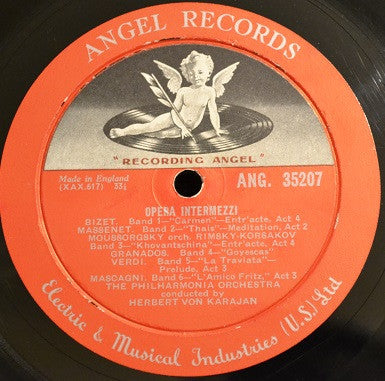 ANGEL RECORDS
"RECORDING ANGEL"
Made in England
(XAX.617) 33⅓
ANG. 35207
OPERA INTERMEZZI
BIZET. Band 1—"Carmen"—Entr'acte, Act 4
MASSENET. Band 2—"Thais"—Meditation, Act 2
MOUSSORGSKY orch. RIMSKY-KORSAKOV
Band 3—"Khovantschina"—Entr'acte, Act 4
GRANADOS. Band 4—"Goyescas"
VERDI. Band 5—"La Traviata"—
Prelude, Act 3
MASCAGNI. Band 6—"L'Amico Fritz," Act 3
THE PHILHARMONIA ORCHESTRA
conducted by
HERBERT VON KARAJAN
Electric & Musical Industries (U.S.) Ltd